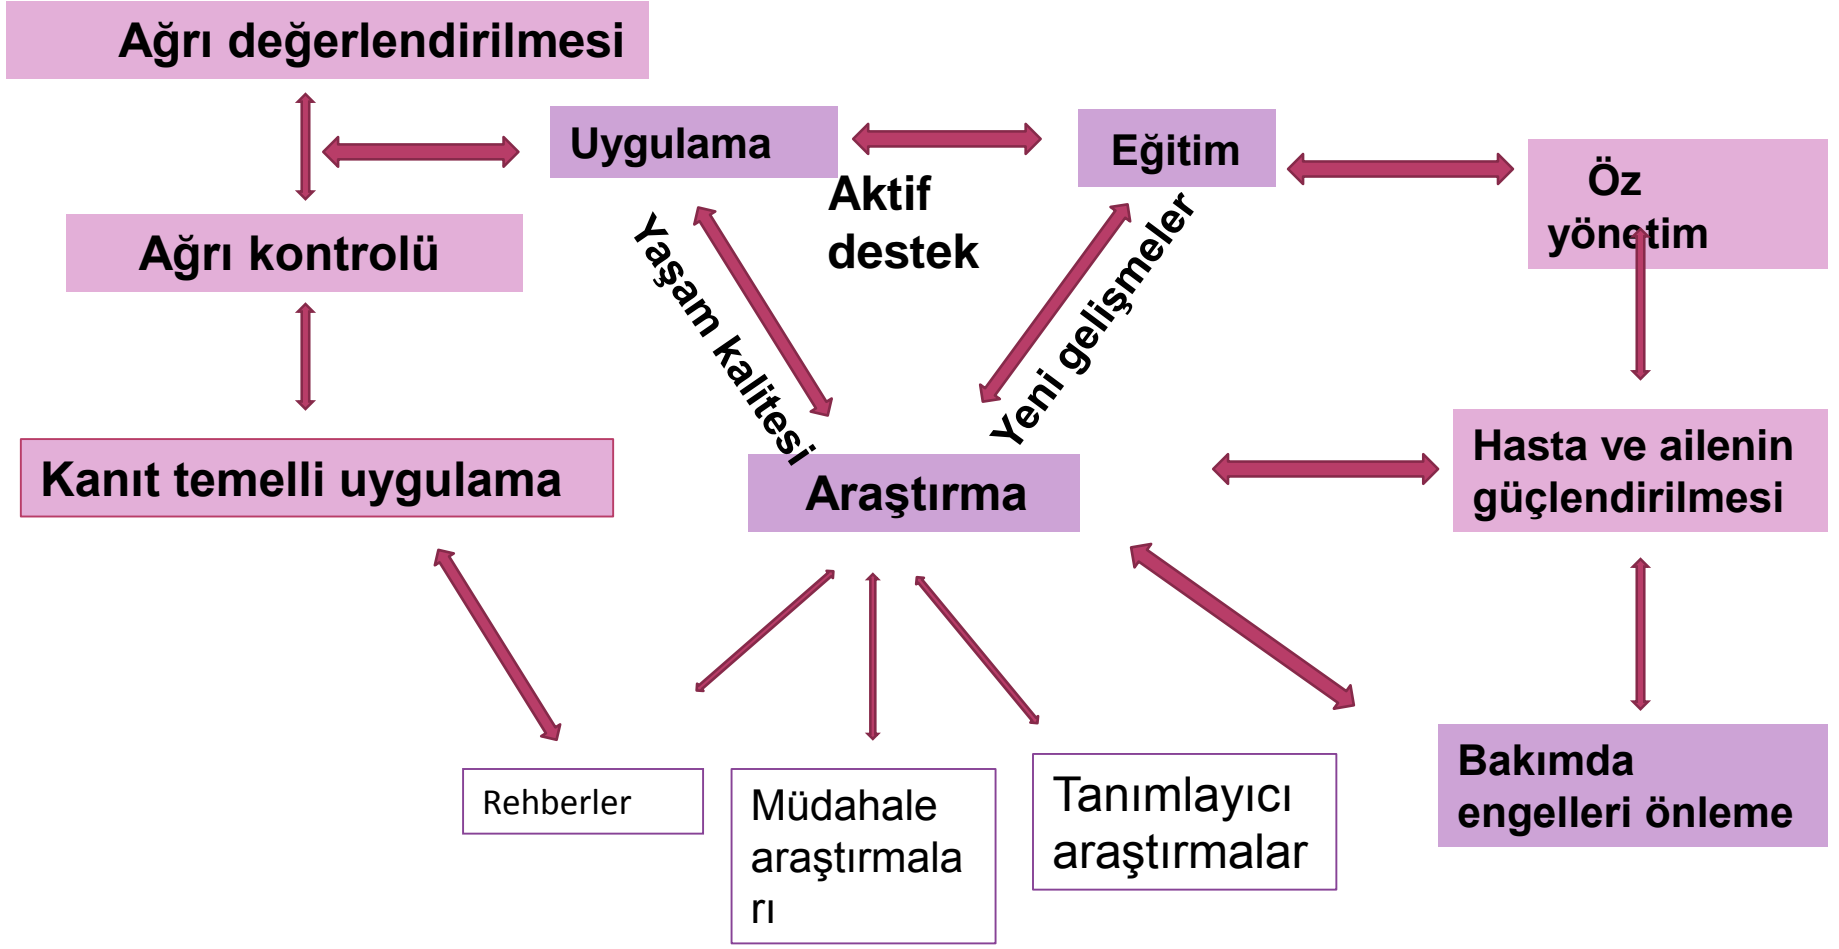 Ağrı değerlendirilmesi
Uygulama
Eğitim
Öz
yönetim
Aktif
destek
Ağrı kontrolü
Yaşam kalitesi
Yeni gelişmeler
Kanıt temelli uygulama
Araştırma
Hasta ve ailenin
güçlendirilmesi
Rehberler
Müdahale
araştırmala
rı
Tanımlayıcı
araştırmalar
Bakımda
engelleri önleme